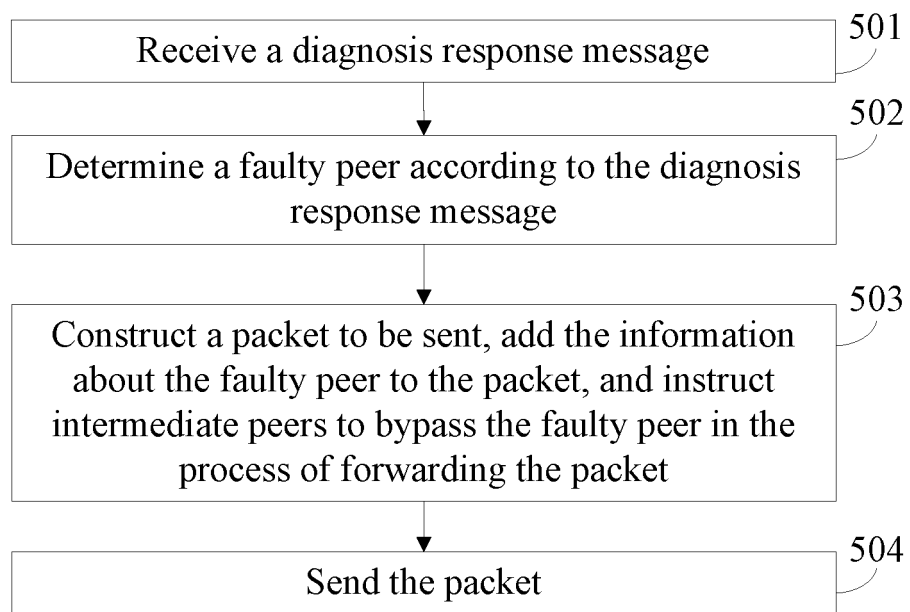 501
Receive a diagnosis response message
502
Determine a faulty peer according to the diagnosis
response message
503
Construct a packet to be sent, add the information
about the faulty peer to the packet, and instruct
intermediate peers to bypass the faulty peer in the
process of forwarding the packet
504
Send the packet